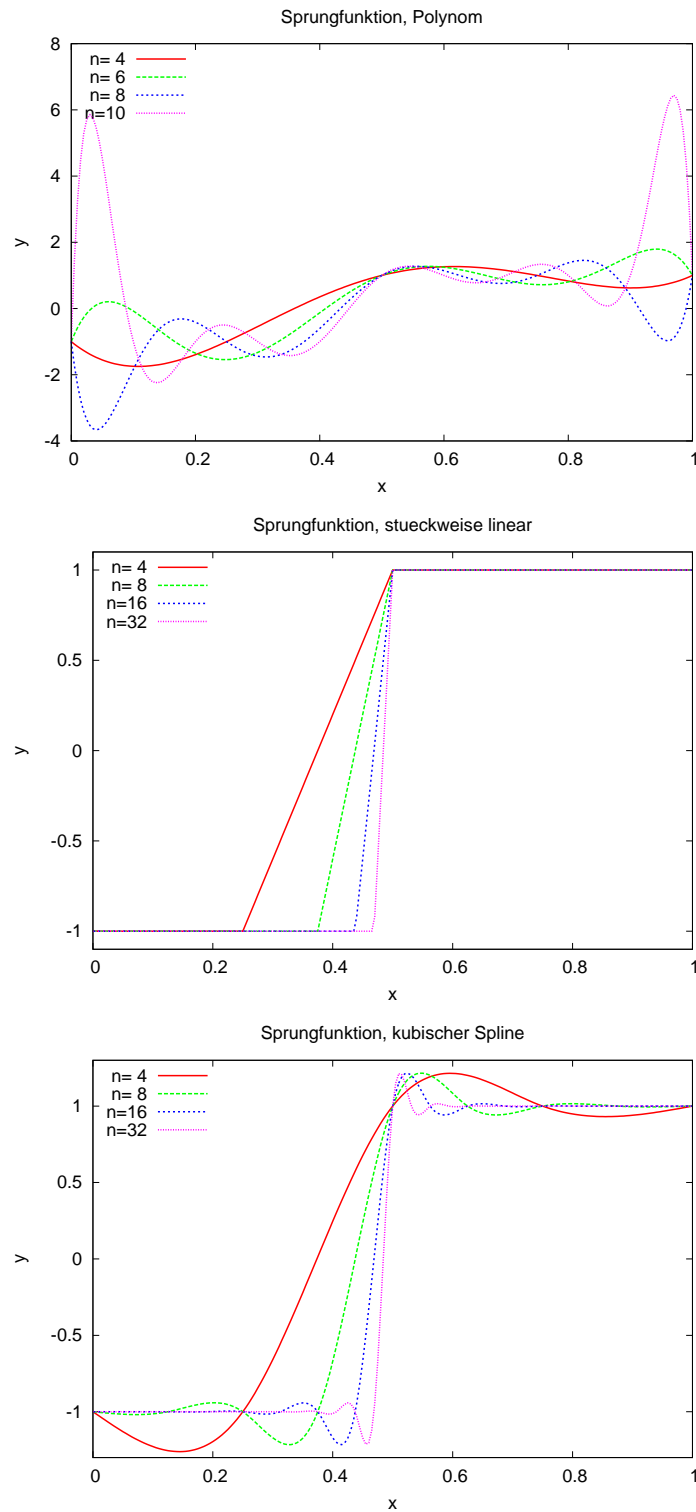 Sprungfunktion, Polynom
8
6
4
2
0
-2
-4
y
n= 4
n= 6
n= 8
n=10
0
0.2
0.4
0.6
0.8
1
x
Sprungfunktion, stueckweise linear
1
0.5
0
-0.5
-1
y
n= 4
n= 8
n=16
n=32
0
0.2
0.4
0.6
0.8
1
x
Sprungfunktion, kubischer Spline
1
0.5
0
-0.5
-1
y
n= 4
n= 8
n=16
n=32
0
0.2
0.4
0.6
0.8
1
x